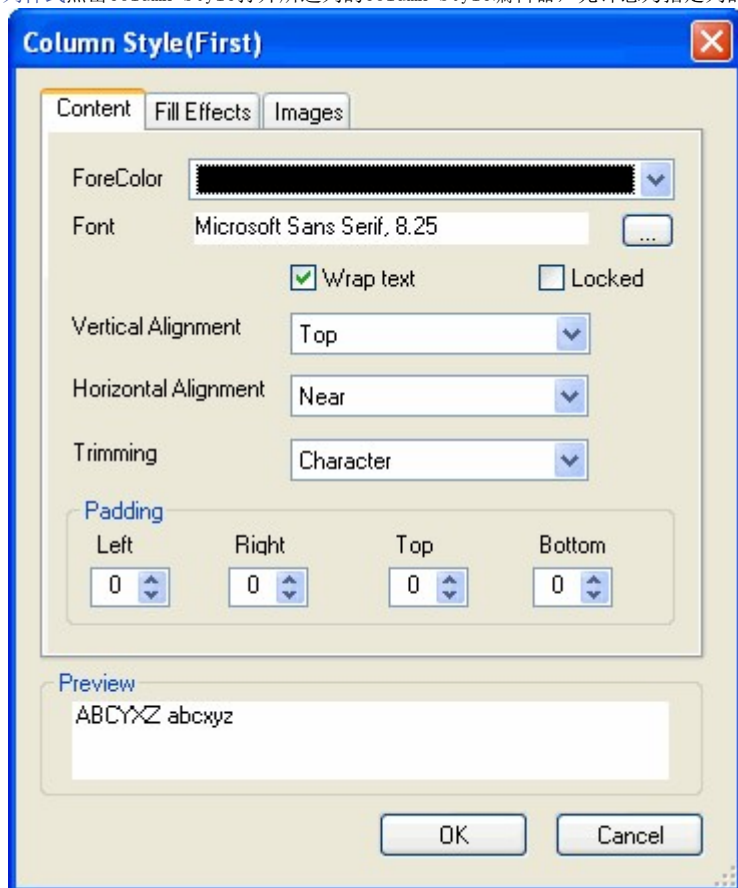 Column Style(First)
Content Fill Effects Images
ForeColor
Font Microsoft Sans Serif, 8.25 ...
Wrap text Locked
Vertical Alignment Top
Horizontal Alignment Near
Trimming Character
Padding
Left Right Top Bottom
0 0 0 0
Preview
ABCYXZ abcxyz
OK Cancel